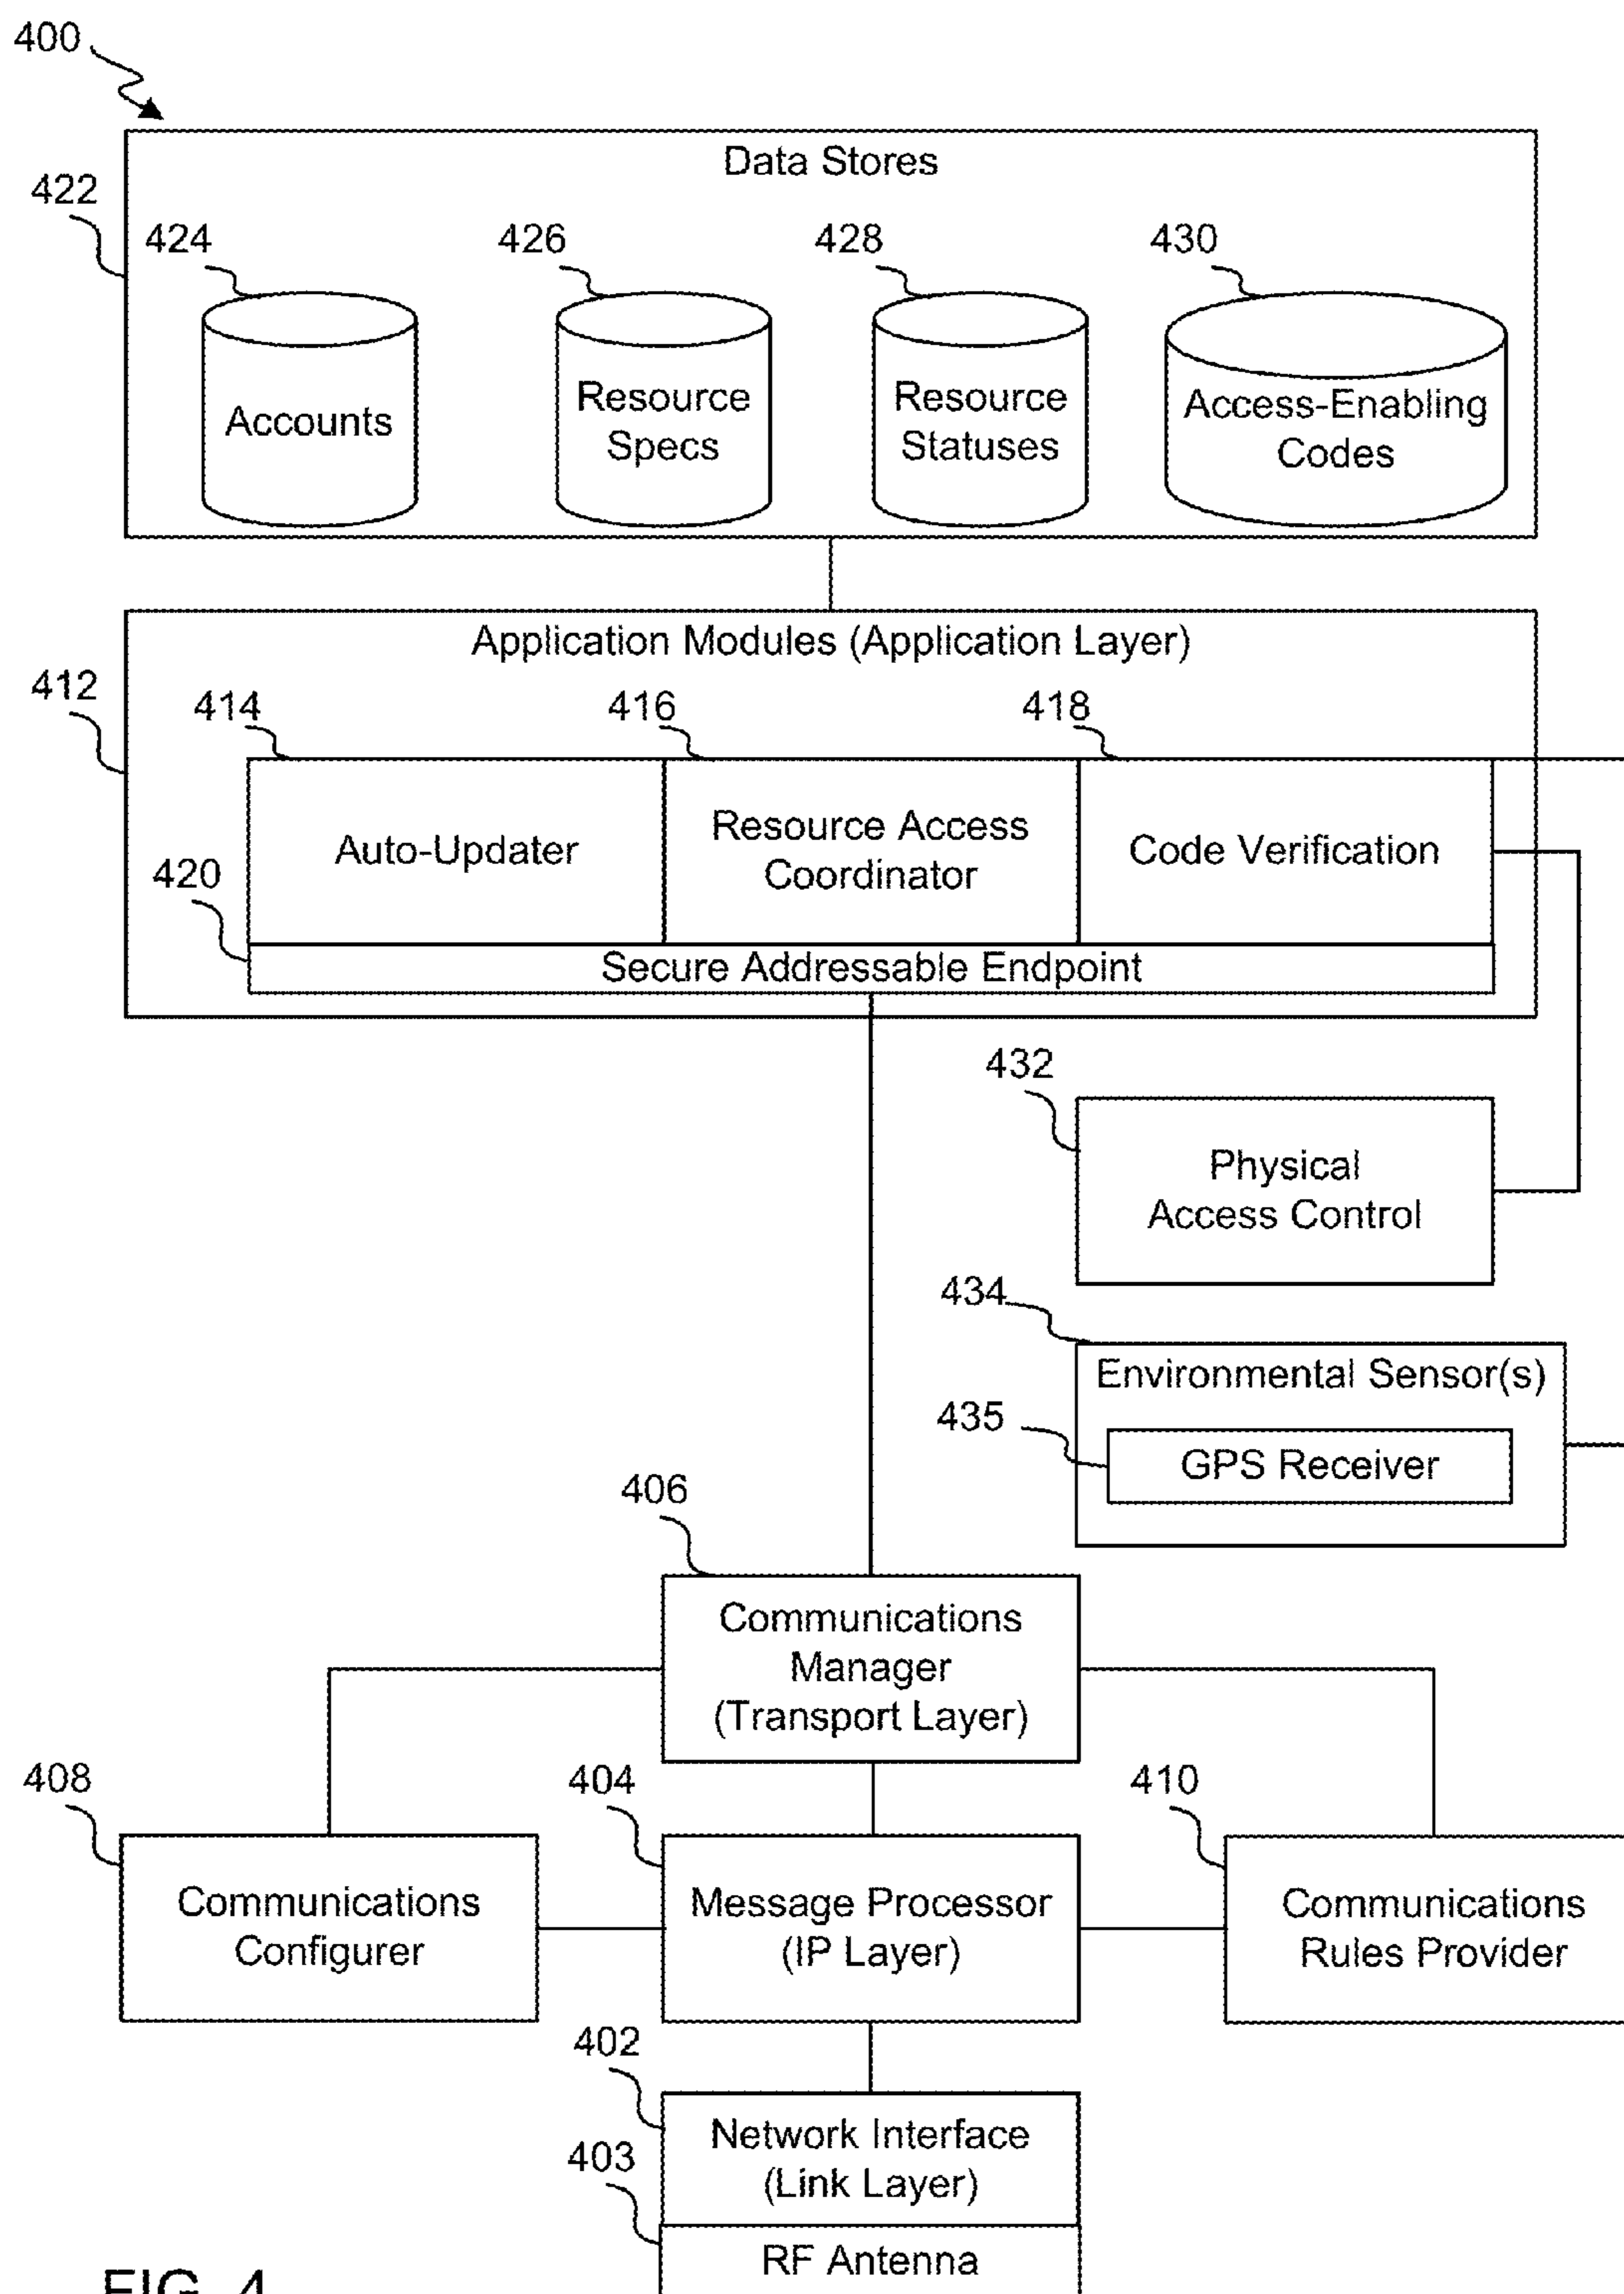 400
Data Stores
422
424
426
428
430
Accounts
Resource
Specs
Resource
Statuses
Access-Enabling
Codes
Application Modules (Application Layer)
412
414
416
418
Auto-Updater
Resource Access
Coordinator
Code Verification
420
Secure Addressable Endpoint
432
Physical
Access Control
434
Environmental Sensor(s)
435
GPS Receiver
406
Communications
Manager
(Transport Layer)
408
404
410
Communications
Configurer
Message Processor
(IP Layer)
Communications
Rules Provider
402
Network Interface
(Link Layer)
403
RF Antenna
FIG. 4